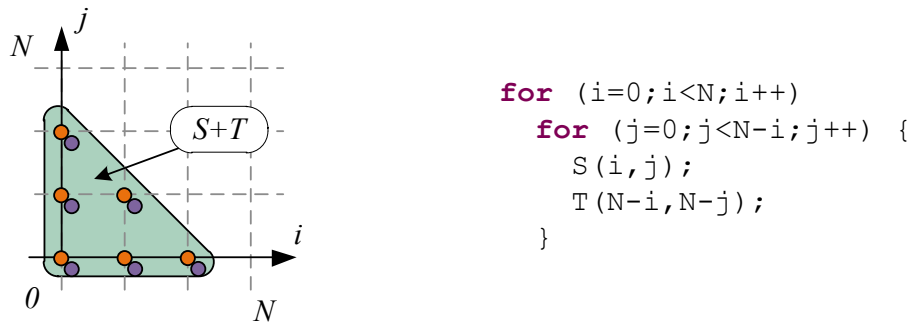 j
N
S+T
i
0
N
for (i=0;i<N;i++)
for (j=0;j<N-i;j++) {
S(i,j);
T(N-i,N-j);
}